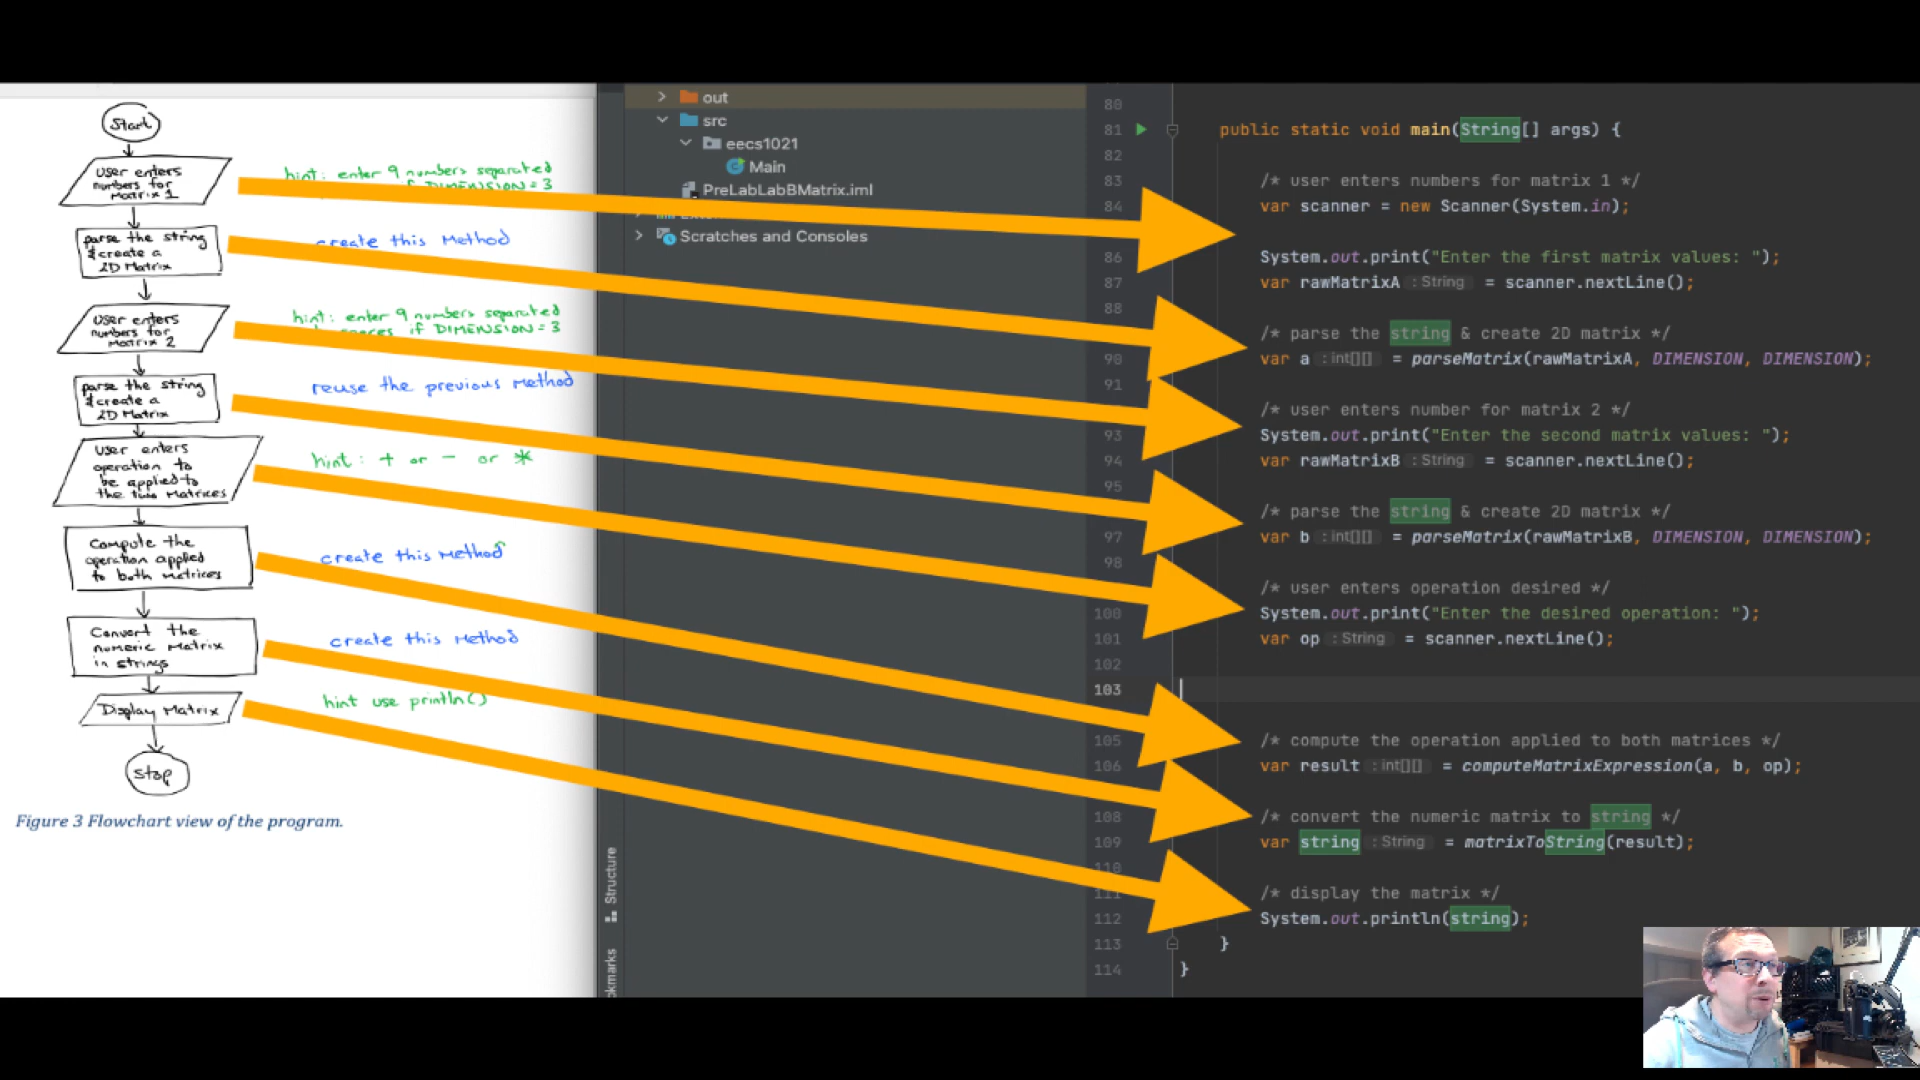 Start
User enters
numbers for
Matrix 1
hint: enter 9 numbers separated
if DIMENSION = 3
parse the string
& create a
2D Matrix
create this Method
User enters
numbers for
Matrix 2
hint: enter 9 numbers separated
spaces if DIMENSION = 3
parse the string
& create a
2D Matrix
reuse the previous Method
User enters
operation to
be applied to
the two Matrices
hint: + or - or *
Compute the
operation applied
to both matrices
create this Method
Convert the
numeric Matrix
in strings
create this Method
Display Matrix
hint use println()
Stop
Figure 3 Flowchart view of the program.
out
src
eecs1021
Main
PreLabLabBMatrix.iml
Scratches and Consoles
Structure
kmarks
80
81 public static void main(String[] args) {
82
83 /* user enters numbers for matrix 1 */
84 var scanner = new Scanner(System.in);
86 System.out.print("Enter the first matrix values: ");
87 var rawMatrixA : String = scanner.nextLine();
88
/* parse the string & create 2D matrix */
90 var a : int[][] = parseMatrix(rawMatrixA, DIMENSION, DIMENSION);
91
/* user enters number for matrix 2 */
93 System.out.print("Enter the second matrix values: ");
94 var rawMatrixB : String = scanner.nextLine();
95
/* parse the string & create 2D matrix */
97 var b : int[][] = parseMatrix(rawMatrixB, DIMENSION, DIMENSION);
98
/* user enters operation desired */
100 System.out.print("Enter the desired operation: ");
101 var op : String = scanner.nextLine();
102
103
105 /* compute the operation applied to both matrices */
106 var result : int[][] = computeMatrixExpression(a, b, op);
108 /* convert the numeric matrix to string */
109 var string : String = matrixToString(result);
110
111 /* display the matrix */
112 System.out.println(string);
113 }
114 }